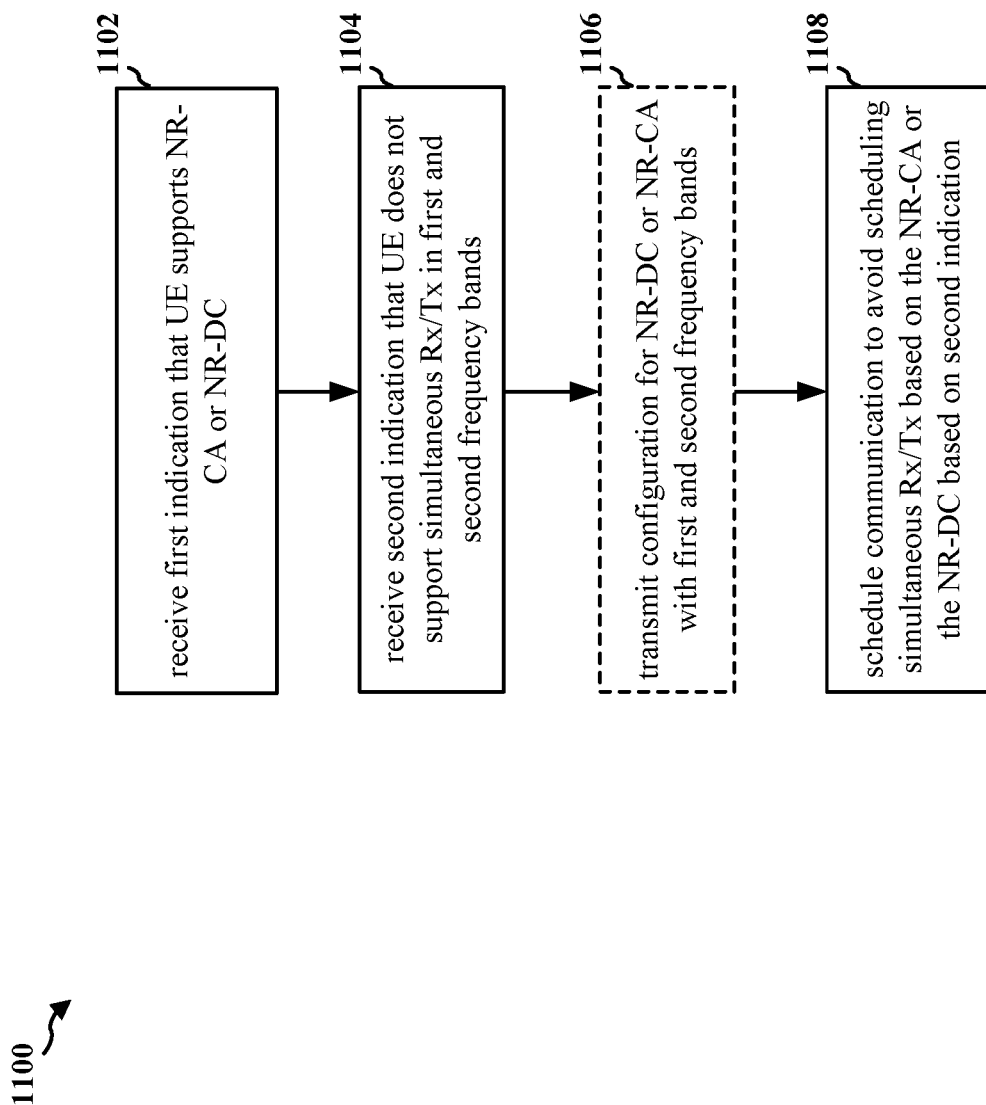 1100
1102
receive first indication that UE supports NR-
CA or NR-DC
1104
receive second indication that UE does not
support simultaneous Rx/Tx in first and
second frequency bands
1106
transmit configuration for NR-DC or NR-CA
with first and second frequency bands
1108
schedule communication to avoid scheduling
simultaneous Rx/Tx based on the NR-CA or
the NR-DC based on second indication